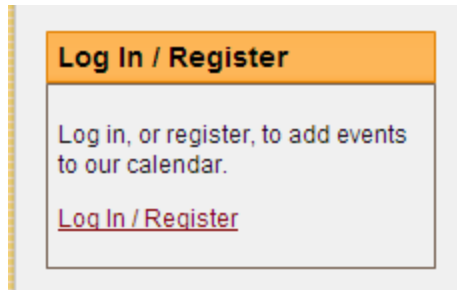 Log In / Register
Log in, or register, to add events
to our calendar.
Log In / Register